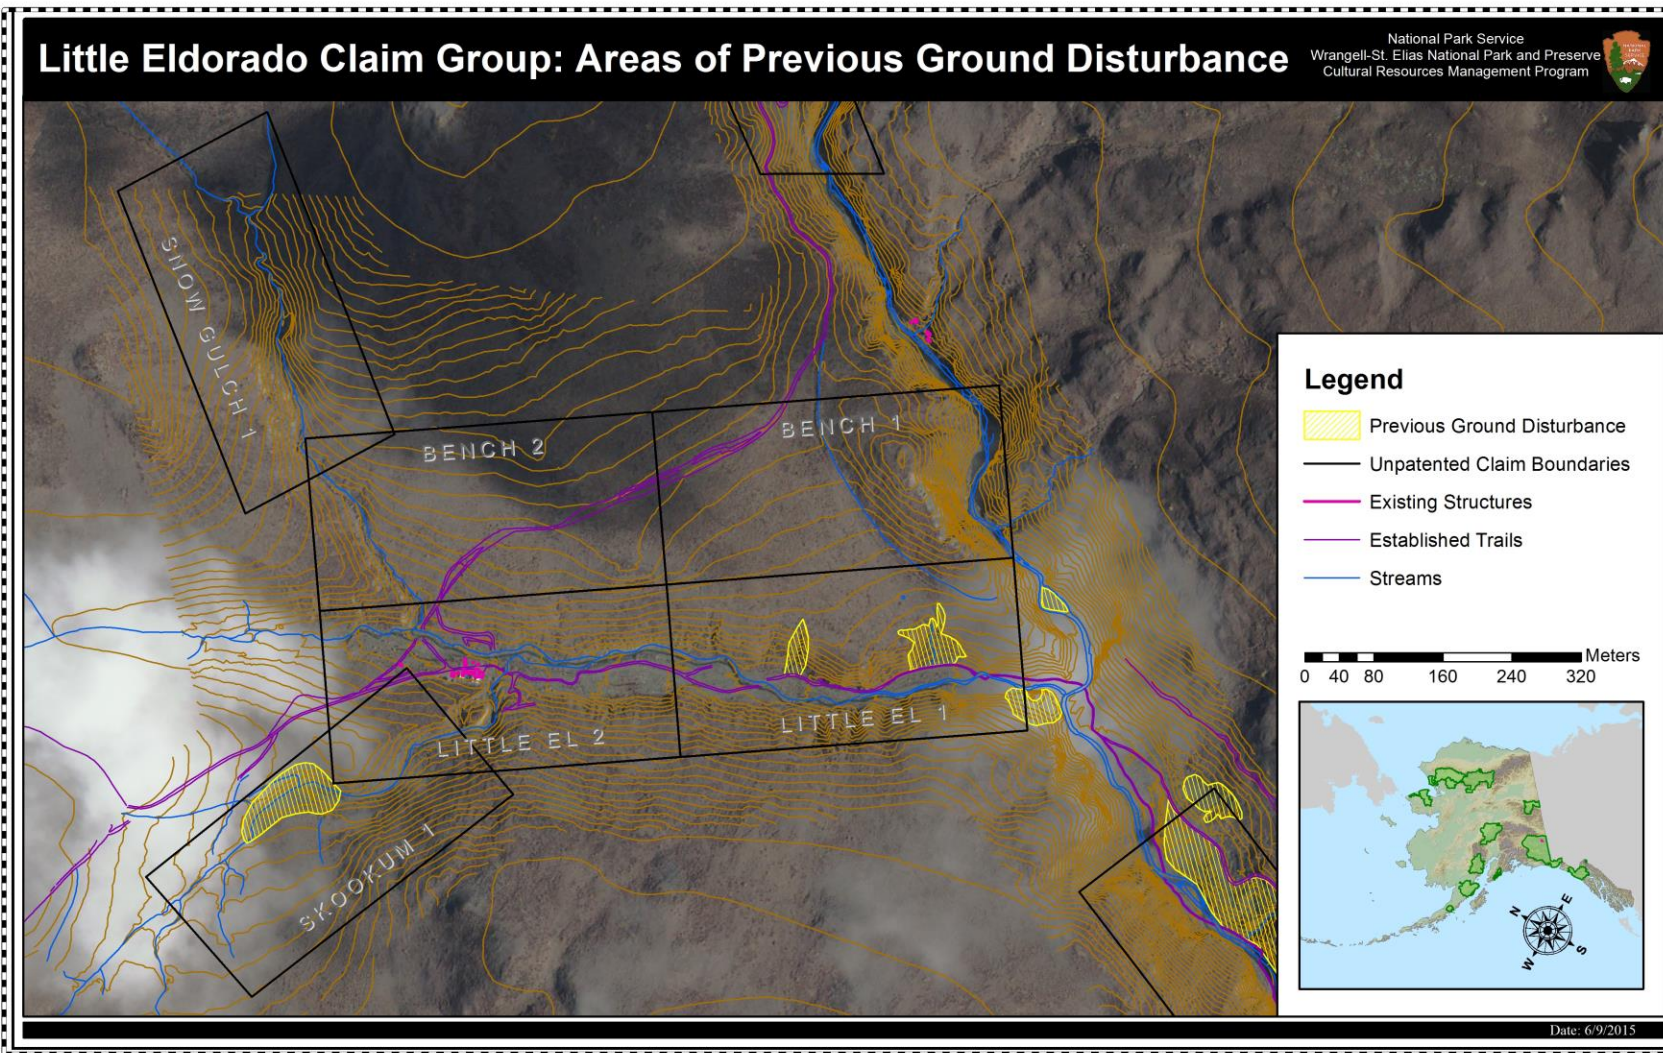 Little Eldorado Claim Group: Areas of Previous Ground Disturbance
National Park Service
Wrangell-St. Elias National Park and Preserve
Cultural Resources Management Program
SNOW GULCH 1
BENCH 2
BENCH 1
LITTLE EL 2
LITTLE EL 1
SKOOKUM 1
Legend
Previous Ground Disturbance
Unpatented Claim Boundaries
Existing Structures
Established Trails
Streams
Meters
0 40 80 160 240 320
N
E
W
S
Date: 6/9/2015